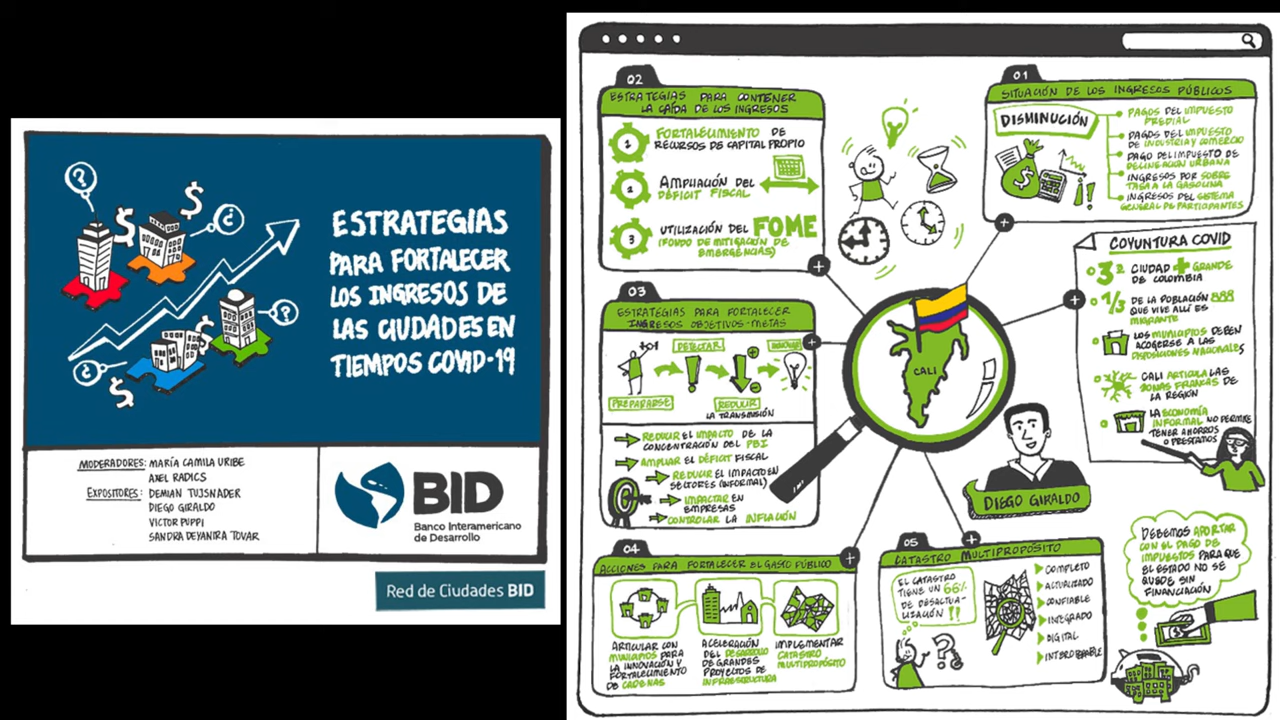 ESTRATEGIAS
PARA FORTALECER
LOS INGRESOS DE
LAS CIUDADES EN
TIEMPOS COVID-19
MODERADORES: MARÍA CAMILA URIBE
AXEL RADICS
EXPOSITORES: DEMIAN TUJSNADER
DIEGO GIRALDO
VICTOR PUPPI
SANDRA DEYANIRA TOVAR
BID
Banco Interamericano
de Desarrollo
Red de Ciudades BID
01
SITUACIÓN DE LOS INGRESOS PÚBLICOS
DISMINUCIÓN
PAGOS DEL IMPUESTO
PREDIAL
PAGOS DEL IMPUESTO
DE INDUSTRIA Y COMERCIO
PAGO DEL IMPUESTO DE
DELINEACIÓN URBANA
INGRESOS POR SOBRE
TASA A LA GASOLINA
INGRESOS DEL SISTEMA
GENERAL DE PARTICIPANTES
02
ESTRATEGIAS PARA CONTENER
LA CAÍDA DE LOS INGRESOS
1
FORTALECIMIENTO DE
RECURSOS DE CAPITAL PROPIO
2
AMPLIACIÓN DEL
DÉFICIT FISCAL
3
UTILIZACIÓN DEL FOME
(FONDO DE MITIGACIÓN DE
EMERGENCIAS)
COYUNTURA COVID
3ª CIUDAD + GRANDE
DE COLOMBIA
1/3 DE LA POBLACIÓN
QUE VIVE ALLI ES
MIGRANTE
LOS MUNICIPIOS DEBEN
ACOGERSE A LAS
DISPOSICIONES NACIONALES
CALI ARTICULA LAS
ZONAS FRANCAS DE
LA REGIÓN
LA ECONOMÍA
INFORMAL NO PERMITE
TENER AHORROS
O PRESTAMOS
03
ESTRATEGIAS PARA FORTALECER
INGRESOS OBJETIVOS-METAS
DETECTAR
PREPARARSE
REDUCIR
LA TRANSMISIÓN
REDUCIR EL IMPACTO DE LA
CONCENTRACIÓN DEL PBI
AMPLIAR EL DÉFICIT FISCAL
REDUCIR EL IMPACTO EN
SECTORES (INFORMAL)
IMPACTAR EN
EMPRESAS
CONTROLAR LA INFLACIÓN
CALI
DIEGO GIRALDO
04
ACCIONES PARA FORTALECER EL GASTO PÚBLICO
ARTICULAR CON
MUNICIPIOS PARA
LA INNOVACIÓN Y
FORTALECIMIENTO
DE CADENAS
ACELERACIÓN
DEL DESARROLLO
DE GRANDES
PROYECTOS DE
INFRAESTRUCTURA
IMPLEMENTAR
CATASTRO
MULTIPROPÓSITO
05
CATASTRO MULTIPROPÓSITO
EL CATASTRO
TIENE UN 66%
DE DESACTUA-
LIZACIÓN !!
COMPLETO
ACTUALIZADO
CONFIABLE
INTEGRADO
DIGITAL
INTEROPERABLE
DEBEMOS APORTAR
CON EL PAGO DE
IMPUESTOS PARA QUE
EL ESTADO NO SE
QUEDE SIN
FINANCIACIÓN